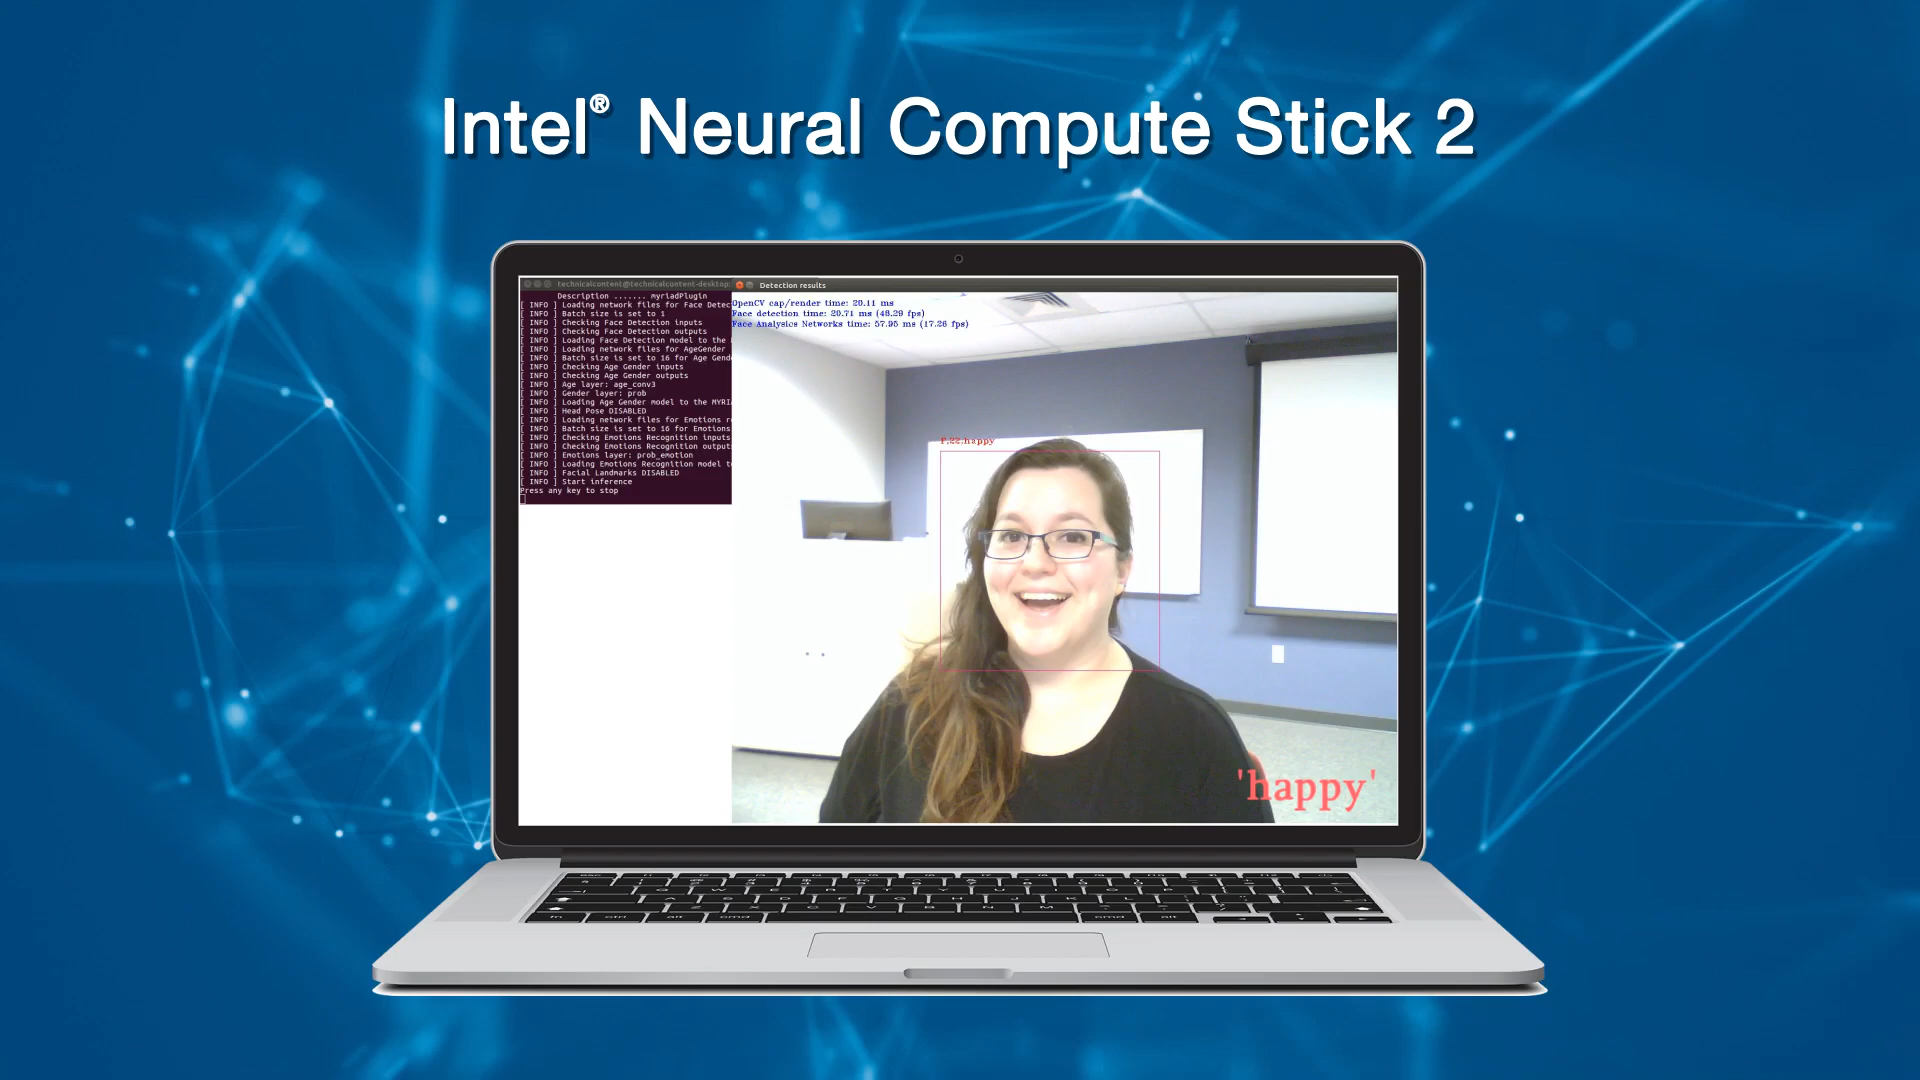 Intel® Neural Compute Stick 2
technicalcontent@technicalcontent-desktop:
Description ....... myriadPlugin
[ INFO ] Loading network files for Face Detec
[ INFO ] Batch size is set to 1
[ INFO ] Checking Face Detection inputs
[ INFO ] Checking Face Detection outputs
[ INFO ] Loading Face Detection model to the
[ INFO ] Loading network files for AgeGender
[ INFO ] Batch size is set to 16 for Age Gend
[ INFO ] Checking Age Gender inputs
[ INFO ] Checking Age Gender outputs
[ INFO ] Age layer: age_conv3
[ INFO ] Gender layer: prob
[ INFO ] Loading Age Gender model to the MYRI
[ INFO ] Head Pose DISABLED
[ INFO ] Loading network files for Emotions r
[ INFO ] Batch size is set to 16 for Emotions
[ INFO ] Checking Emotions Recognition inputs
[ INFO ] Checking Emotions Recognition output
[ INFO ] Emotions layer: prob_emotion
[ INFO ] Loading Emotions Recognition model t
[ INFO ] Facial Landmarks DISABLED
[ INFO ] Start inference
Press any key to stop
Detection results
OpenCV cap/render time: 20.11 ms
Face detection time: 20.71 ms (48.29 fps)
Face Analysics Networks time: 57.95 ms (17.26 fps)
F,22,happy
'happy'